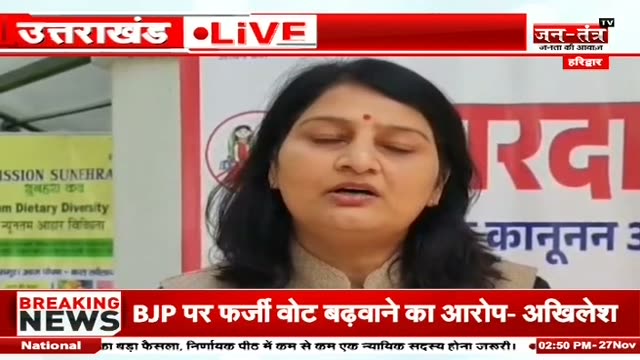 उत्तराखंड
LiVE
जन-तंत्र TV
जनता की आवाज़
हरिद्वार
रदा
कानूनन
ISSION SUNEHRA
सुनहरा कल
m Dietary Diversity
न्यूनतम आहार विविधता
BREAKING NEWS
BJP पर फर्जी वोट बढ़वाने का आरोप- अखिलेश
National
का बड़ा फैसला, निर्णायक पीठ में कम से कम एक न्यायिक सदस्य होना जरूरी।
02:50 PM-27Nov